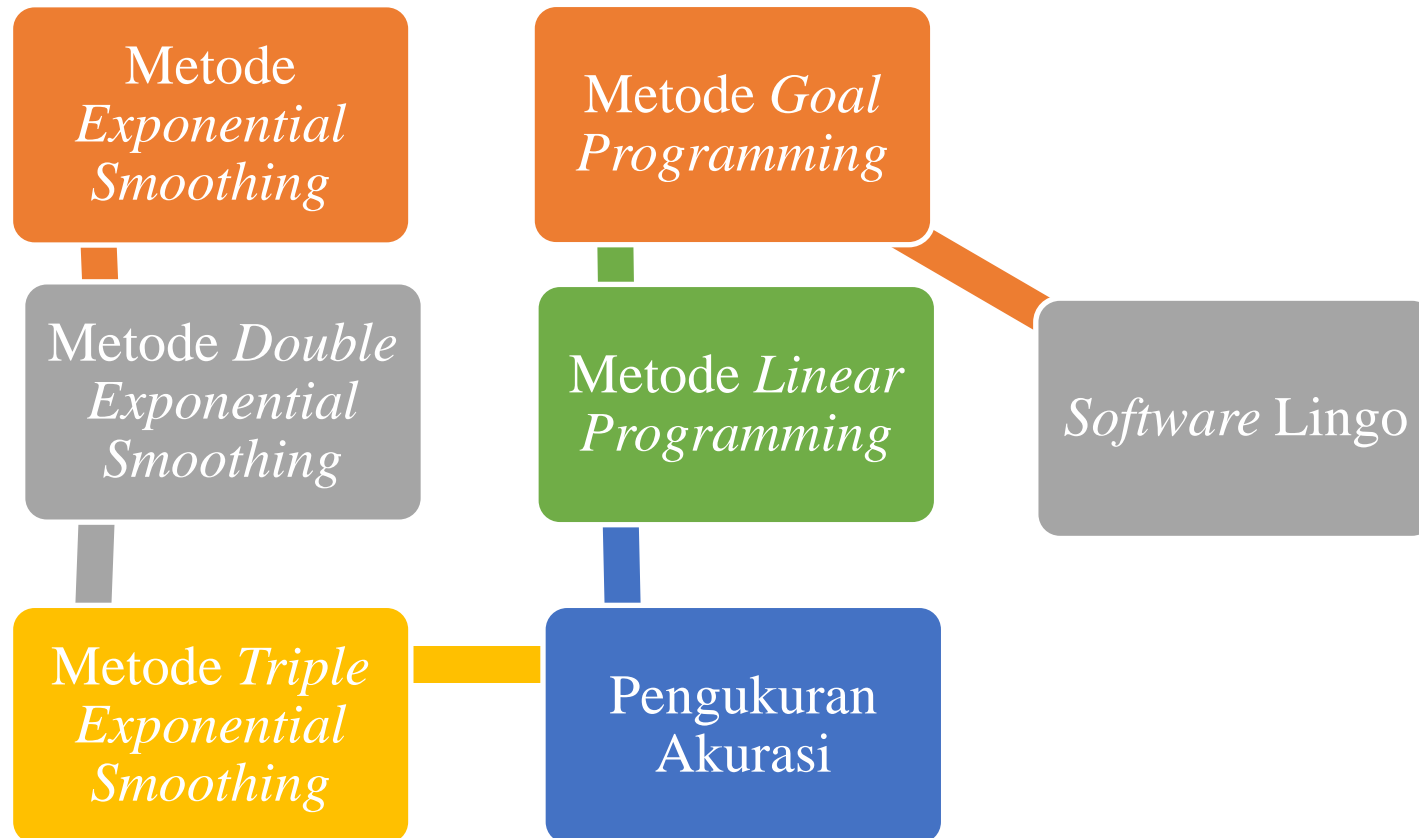 Metode
Exponential
Smoothing
Metode Double
Exponential
Smoothing
Metode Triple
Exponential
Smoothing
Pengukuran
Akurasi
Metode Linear
Programming
Metode Goal
Programming
Software Lingo